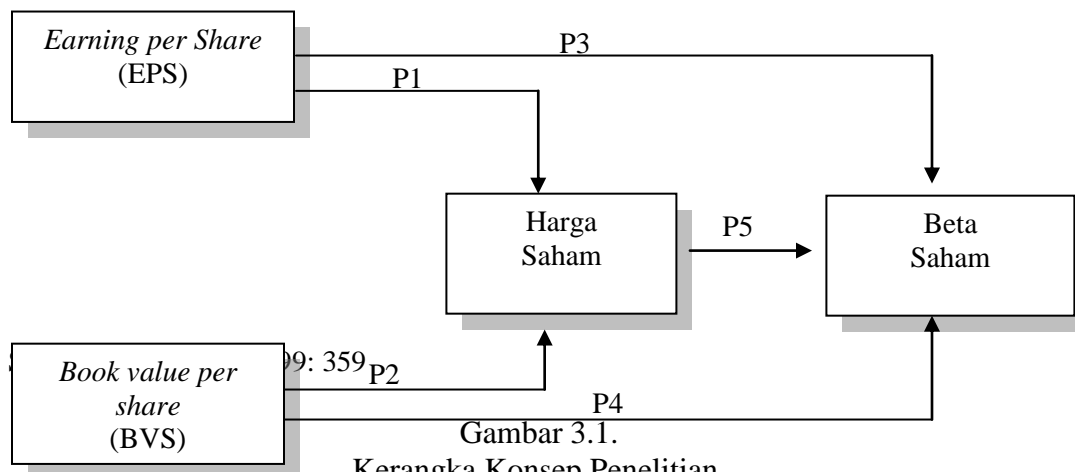 Earning per Share
(EPS)
P3
P1
Harga
Saham
P5
Beta
Saham
9: 359
P2
Book value per
share
(BVS)
P4
Gambar 3.1.
Kerangka Konsep Penelitian